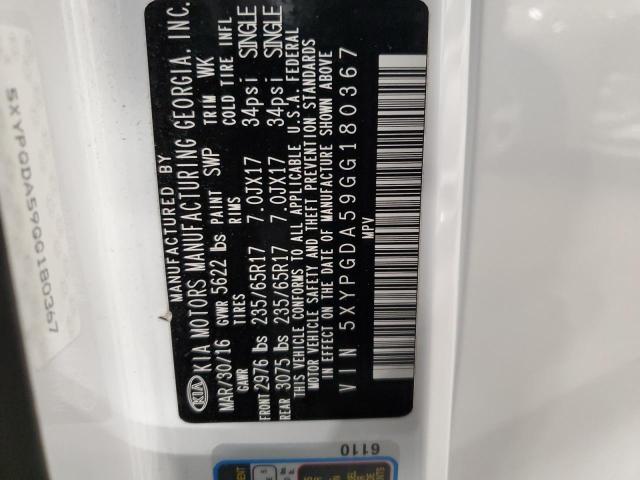 MANUFACTURED BY
KIA KIA MOTORS MANUFACTURING GEORGIA, INC.
MAR/30/16 GVWR 5622 lbs PAINT SWP TRIM WK
GAWR TIRES RIMS COLD TIRE INFL
FRONT 2976 lbs 235/65R17 7.0JX17 34psi SINGLE
REAR 3075 lbs 235/65R17 7.0JX17 34psi SINGLE
THIS VEHICLE CONFORMS TO ALL APPLICABLE U.S.A. FEDERAL
MOTOR VEHICLE SAFETY AND THEFT PREVENTION STANDARDS
IN EFFECT ON THE DATE OF MANUFACTURE SHOWN ABOVE
VIN 5XYPGDA59GG180367
MPV
5XYPGDA59GG180367
6110